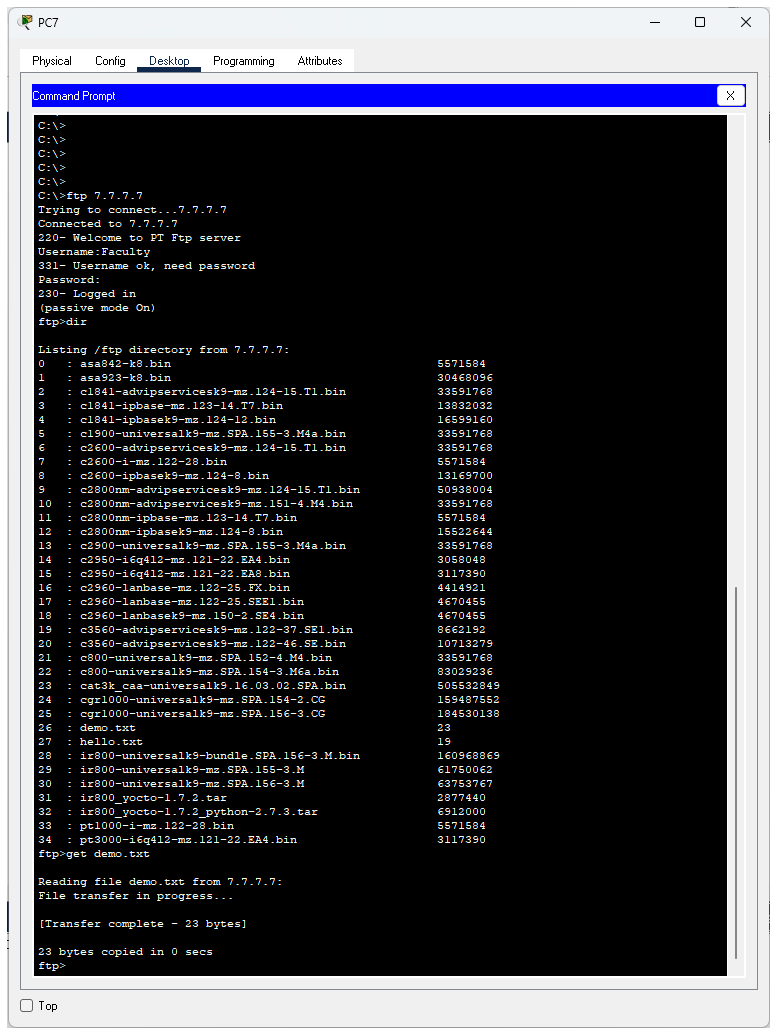 PC7
Physical Config Desktop Programming Attributes
Command Prompt
X
C:\>
C:\>
C:\>
C:\>
C:\>
C:\>ftp 7.7.7.7
Trying to connect...7.7.7.7
Connected to 7.7.7.7
220- Welcome to PT Ftp server
Username:Faculty
331- Username ok, need password
Password:
230- Logged in
(passive mode On)
ftp>dir
Listing /ftp directory from 7.7.7.7:
0 : asa842-k8.bin 5571584
1 : asa923-k8.bin 30468096
2 : c1841-advipservicesk9-mz.124-15.T1.bin 33591768
3 : c1841-ipbase-mz.123-14.T7.bin 13832032
4 : c1841-ipbasek9-mz.124-12.bin 16599160
5 : c1900-universalk9-mz.SPA.155-3.M4a.bin 33591768
6 : c2600-advipservicesk9-mz.124-15.T1.bin 33591768
7 : c2600-i-mz.122-28.bin 5571584
8 : c2600-ipbasek9-mz.124-8.bin 13169700
9 : c2800nm-advipservicesk9-mz.124-15.T1.bin 50938004
10 : c2800nm-advipservicesk9-mz.151-4.M4.bin 33591768
11 : c2800nm-ipbase-mz.123-14.T7.bin 5571584
12 : c2800nm-ipbasek9-mz.124-8.bin 15522644
13 : c2900-universalk9-mz.SPA.155-3.M4a.bin 33591768
14 : c2950-i6q4l2-mz.121-22.EA4.bin 3058048
15 : c2950-i6q4l2-mz.121-22.EA8.bin 3117390
16 : c2960-lanbase-mz.122-25.FX.bin 4414921
17 : c2960-lanbase-mz.122-25.SEE1.bin 4670455
18 : c2960-lanbasek9-mz.150-2.SE4.bin 4670455
19 : c3560-advipservicesk9-mz.122-37.SE1.bin 8662192
20 : c3560-advipservicesk9-mz.122-46.SE.bin 10713279
21 : c800-universalk9-mz.SPA.152-4.M4.bin 33591768
22 : c800-universalk9-mz.SPA.154-3.M6a.bin 83029236
23 : cat3k_caa-universalk9.16.03.02.SPA.bin 505532849
24 : cgr1000-universalk9-mz.SPA.154-2.CG 159487552
25 : cgr1000-universalk9-mz.SPA.156-3.CG 184530138
26 : demo.txt 23
27 : hello.txt 19
28 : ir800-universalk9-bundle.SPA.156-3.M.bin 160968869
29 : ir800-universalk9-mz.SPA.155-3.M 61750062
30 : ir800-universalk9-mz.SPA.156-3.M 63753767
31 : ir800_yocto-1.7.2.tar 2877440
32 : ir800_yocto-1.7.2_python-2.7.3.tar 6912000
33 : pt1000-i-mz.122-28.bin 5571584
34 : pt3000-i6q4l2-mz.121-22.EA4.bin 3117390
ftp>get demo.txt
Reading file demo.txt from 7.7.7.7:
File transfer in progress...
[Transfer complete - 23 bytes]
23 bytes copied in 0 secs
ftp>
Top